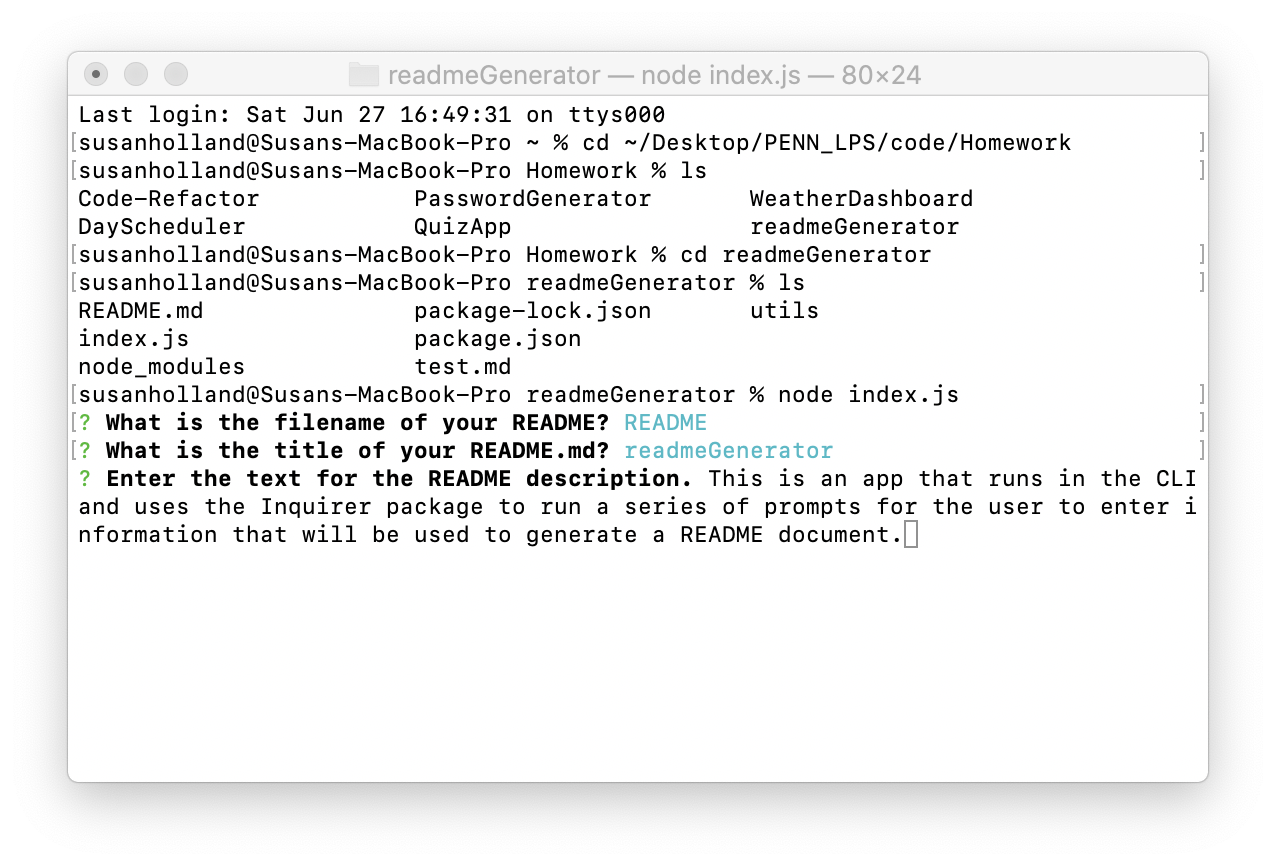 readmeGenerator — node index.js — 80×24
Last login: Sat Jun 27 16:49:31 on ttys000
[susanholland@Susans-MacBook-Pro ~ % cd ~/Desktop/PENN_LPS/code/Homework ]
[susanholland@Susans-MacBook-Pro Homework % ls ]
Code-Refactor PasswordGenerator WeatherDashboard
DayScheduler QuizApp readmeGenerator
[susanholland@Susans-MacBook-Pro Homework % cd readmeGenerator ]
[susanholland@Susans-MacBook-Pro readmeGenerator % ls ]
README.md package-lock.json utils
index.js package.json
node_modules test.md
[susanholland@Susans-MacBook-Pro readmeGenerator % node index.js ]
[? What is the filename of your README? README ]
[? What is the title of your README.md? readmeGenerator ]
? Enter the text for the README description. This is an app that runs in the CLI
and uses the Inquirer package to run a series of prompts for the user to enter i
nformation that will be used to generate a README document.